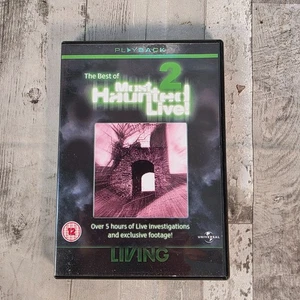 PLAYBACK
The Best of
2
Most
Haunted
Live!
Over 5 hours of Live investigations
and exclusive footage!
12
UNIVERSAL
LIVING